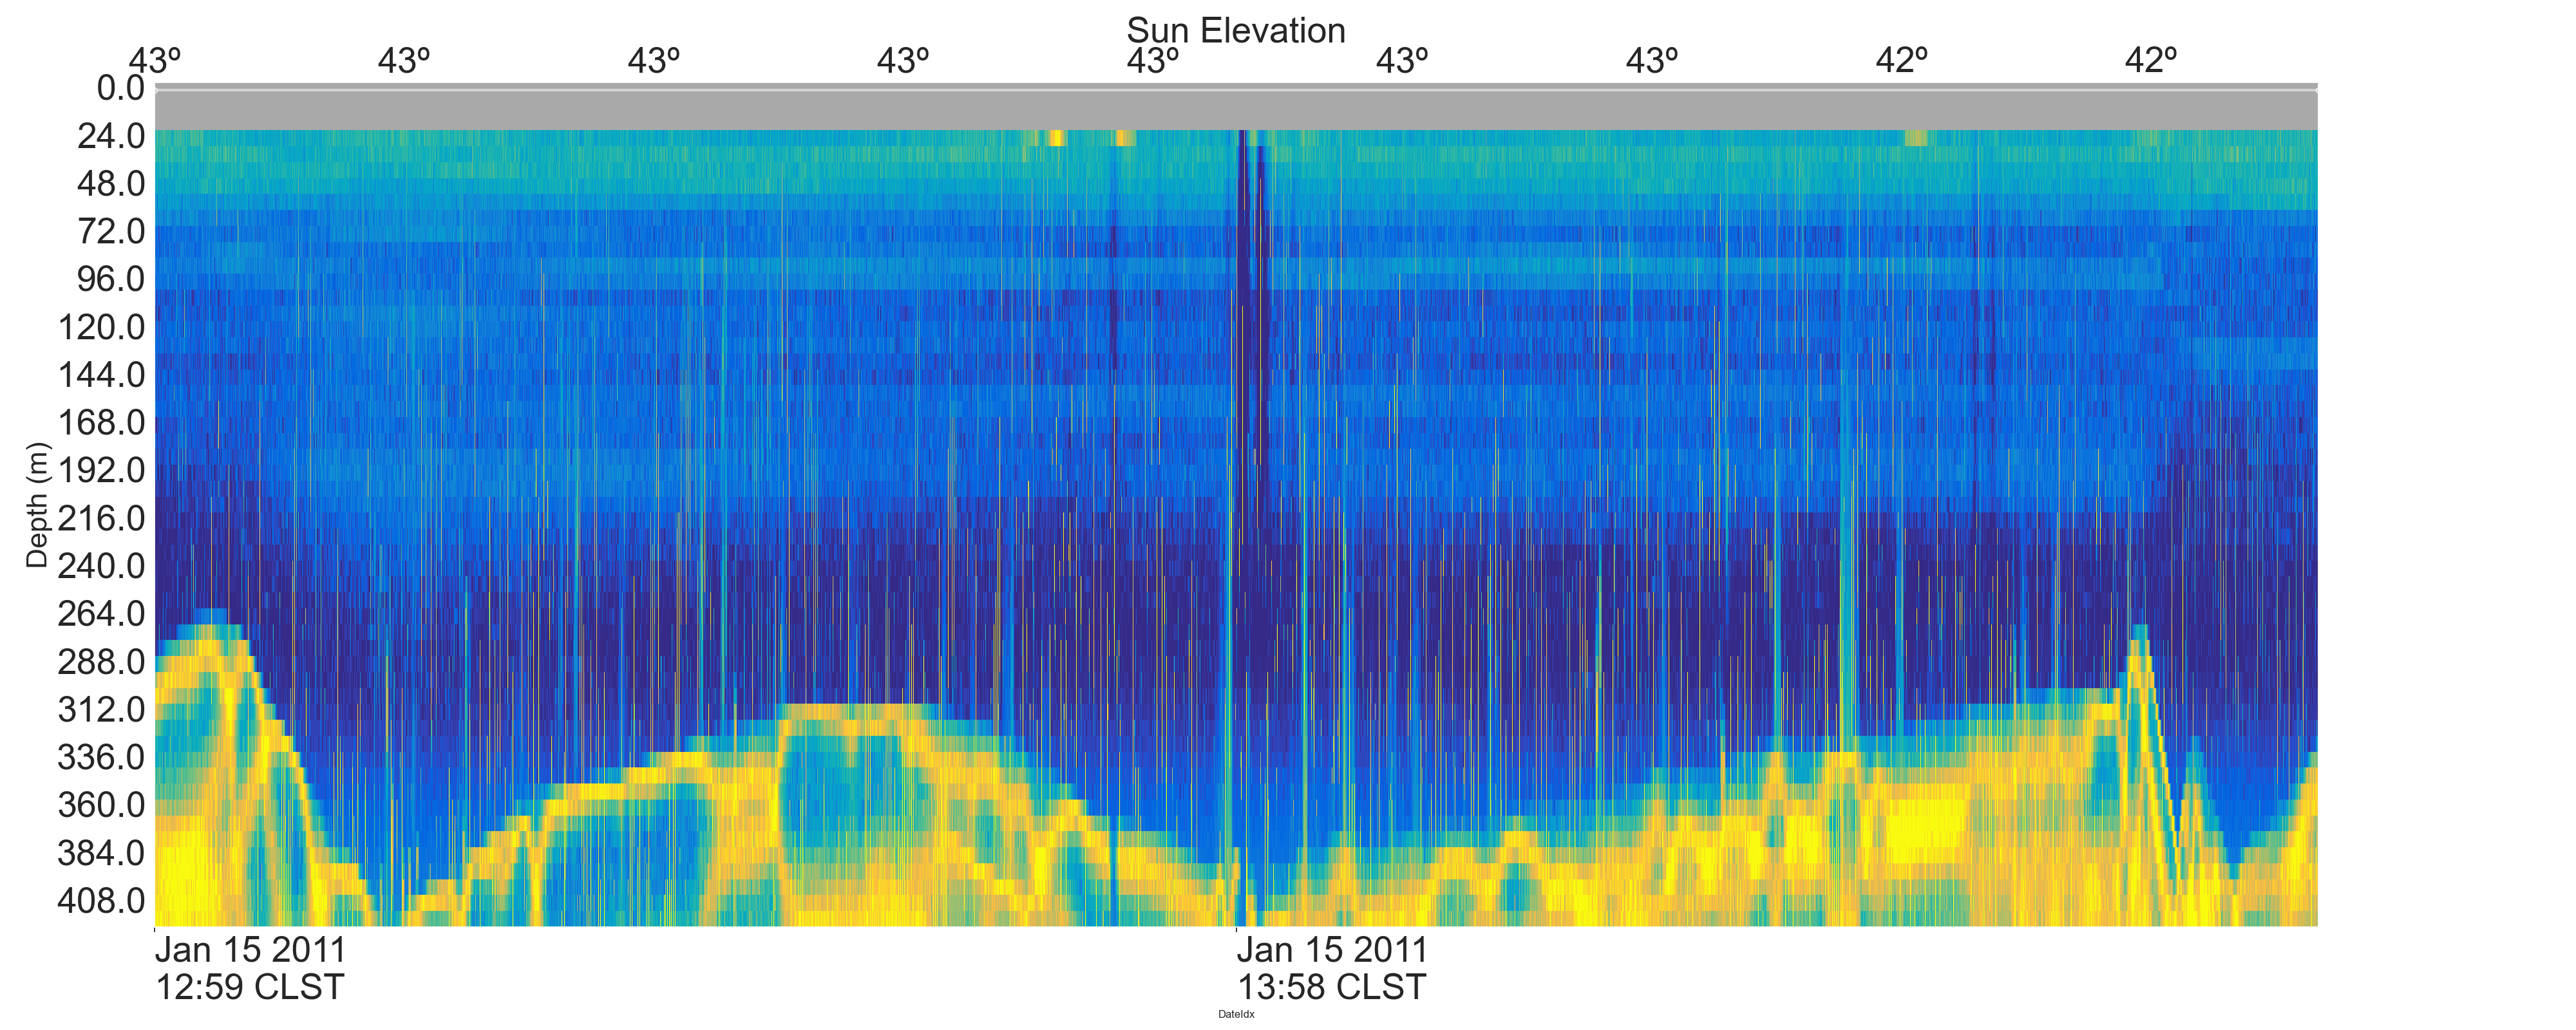 Sun Elevation
43º 43º 43º 43º 43º 43º 43º 42º 42º
0.0
24.0
48.0
72.0
96.0
120.0
144.0
168.0
192.0
216.0
240.0
264.0
288.0
312.0
336.0
360.0
384.0
408.0
Depth (m)
Jan 15 2011
12:59 CLST
Jan 15 2011
13:58 CLST
DateIdx